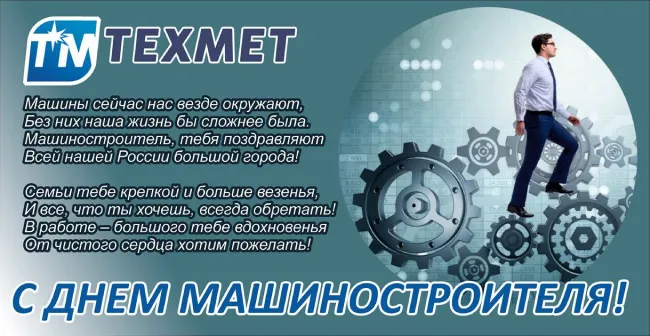 ТМ ТЕХМЕТ
Машины сейчас нас везде окружают,
Без них наша жизнь бы сложнее была.
Машиностроитель, тебя поздравляют
Всей нашей России большой города!
Семьи тебе крепкой и больше везенья,
И все, что ты хочешь, всегда обретать!
В работе – большого тебе вдохновенья
От чистого сердца хотим пожелать!
С ДНЕМ МАШИНОСТРОИТЕЛЯ!